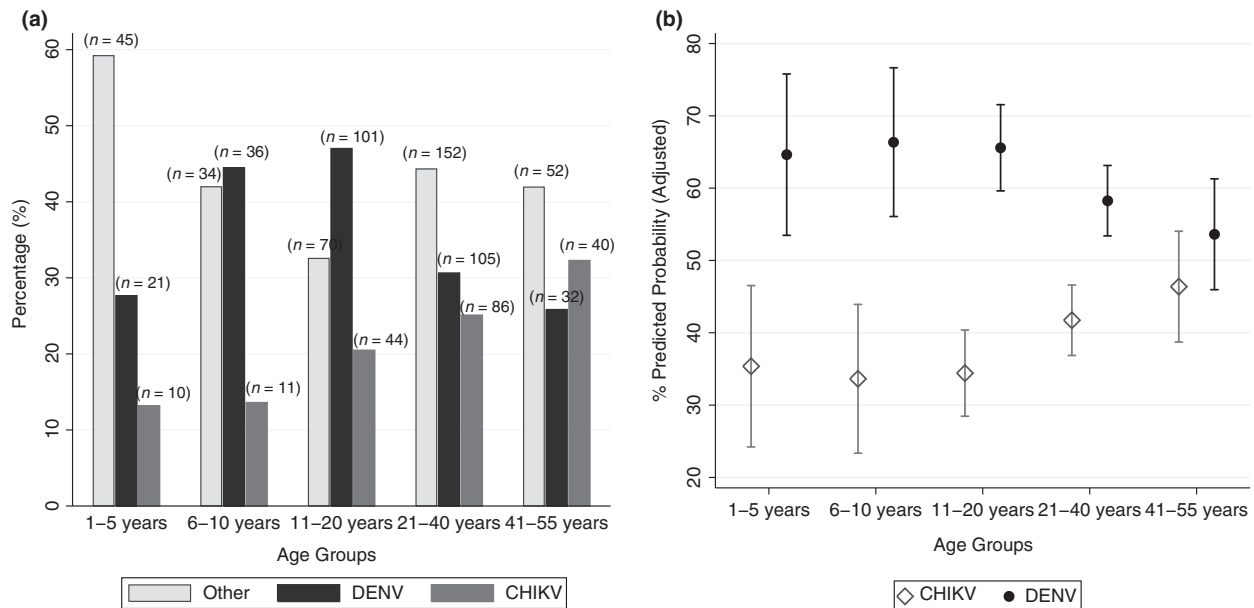 (a)
Percentage (%)
60
50
40
30
20
10
0
(n = 45)
(n = 21)
(n = 10)
(n = 34)
(n = 36)
(n = 11)
(n = 70)
(n = 101)
(n = 44)
(n = 152)
(n = 105)
(n = 86)
(n = 52)
(n = 32)
(n = 40)
1–5 years 6–10 years 11–20 years 21–40 years 41–55 years
Age Groups
Other DENV CHIKV
(b)
% Predicted Probability (Adjusted)
80
70
60
50
40
30
20
1–5 years 6–10 years 11–20 years 21–40 years 41–55 years
Age Groups
CHIKV DENV